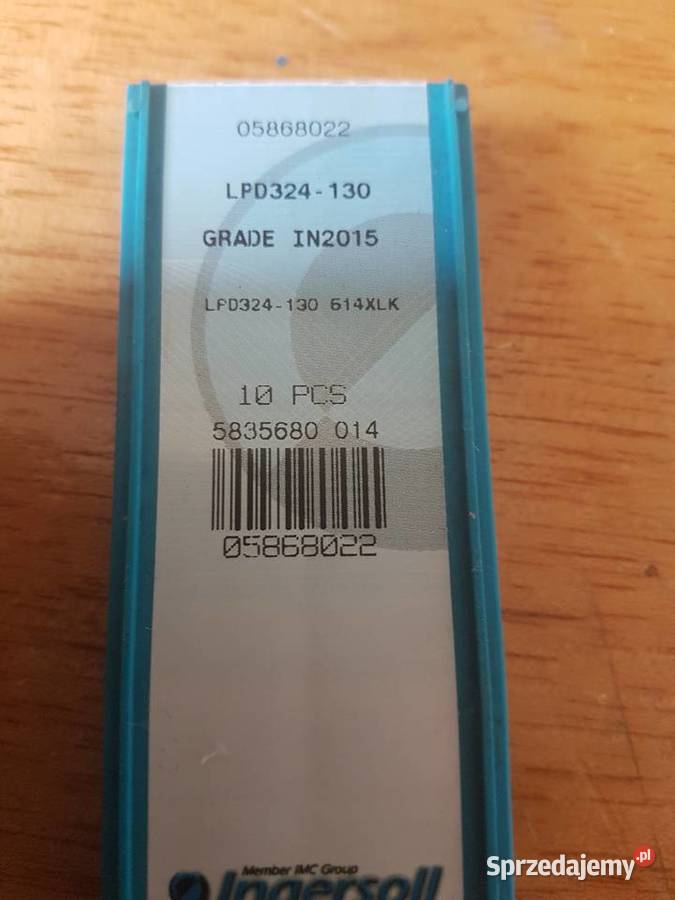 05868022
LPD324-130
GRADE IN2015
LPD324-130 614XLK
10 PCS
5835680 014
05868022
Member IMC Group
Ingersoll
Sprzedajemy.pl